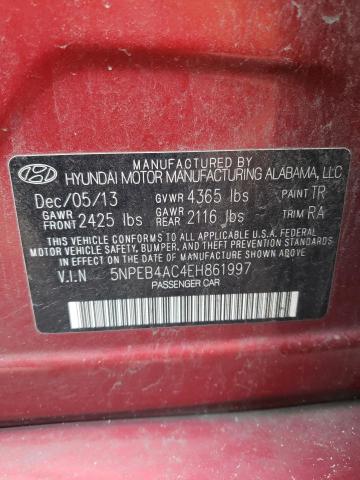 MANUFACTURED BY
HYUNDAI MOTOR MANUFACTURING ALABAMA, LLC
Dec/05/13 GVWR 4365 lbs PAINT TR
GAWR FRONT 2425 lbs GAWR REAR 2116 lbs TRIM RA
THIS VEHICLE CONFORMS TO ALL APPLICABLE U.S.A. FEDERAL
MOTOR VEHICLE SAFETY, BUMPER, AND THEFT PREVENTION STANDARDS
IN EFFECT ON THE DATE OF MANUFACTURE SHOWN ABOVE.
V.I.N 5NPEB4AC4EH861997
PASSENGER CAR